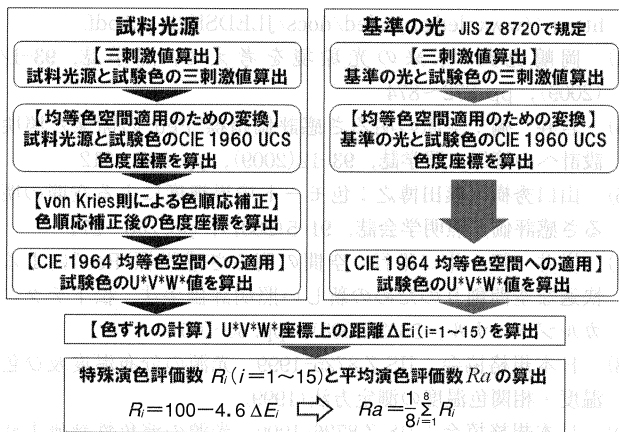 試料光源
【三刺激値算出】
試料光源と試験色の三刺激値算出
【均等色空間適用のための変換】
試料光源と試験色のCIE 1960 UCS
色度座標を算出
【von Kries則による色順応補正】
色順応補正後の色度座標を算出
【CIE 1964 均等色空間への適用】
試験色のU*V*W*値を算出
基準の光 JIS Z 8720で規定
【三刺激値算出】
基準の光と試験色の三刺激値算出
【均等色空間適用のための変換】
基準の光と試験色のCIE 1960 UCS
色度座標を算出
【CIE 1964 均等色空間への適用】
試験色のU*V*W*値を算出
【色ずれの計算】U*V*W*座標上の距離ΔEi(i=1~15)を算出
特殊演色評価数 Ri(i=1~15)と平均演色評価数Raの算出
Ri=100-4.6ΔEi ⇨ Ra=1/8 Σ[i=1→8] Ri